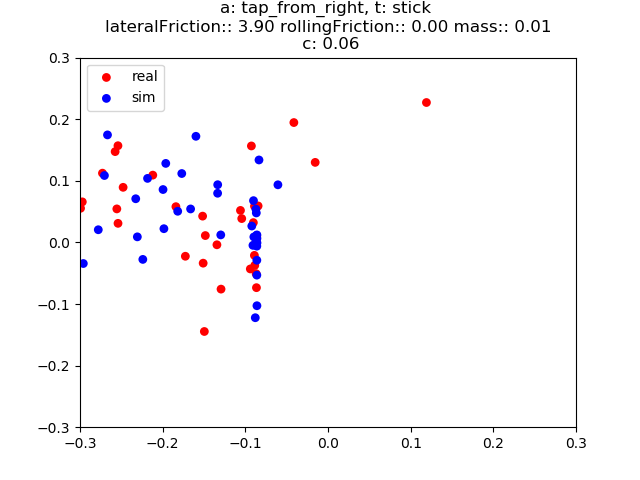 a: tap_from_right, t: stick
lateralFriction:: 3.90 rollingFriction:: 0.00 mass:: 0.01
c: 0.06
real
sim
0.3
0.2
0.1
0.0
−0.1
−0.2
−0.3
−0.3 −0.2 −0.1 0.0 0.1 0.2 0.3